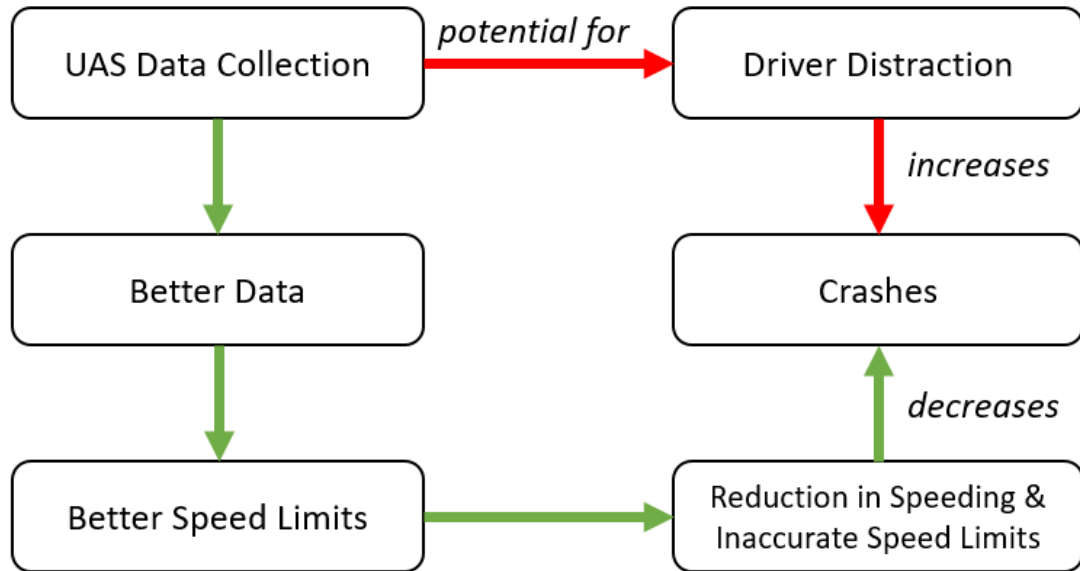 UAS Data Collection
potential for
Driver Distraction
increases
Better Data
Crashes
decreases
Better Speed Limits
Reduction in Speeding &
Inaccurate Speed Limits